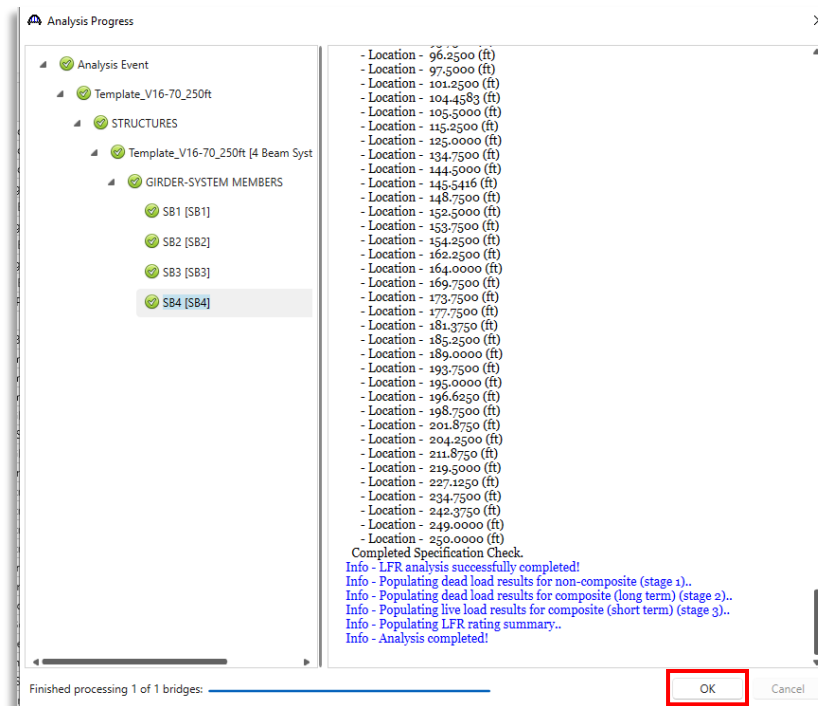 Analysis Progress
Analysis Event
Template_V16-70_250ft
STRUCTURES
Template_V16-70_250ft [4 Beam Syst
GIRDER-SYSTEM MEMBERS
SB1 [SB1]
SB2 [SB2]
SB3 [SB3]
SB4 [SB4]
- Location - 96.2500 (ft)
- Location - 97.5000 (ft)
- Location - 101.2500 (ft)
- Location - 104.4583 (ft)
- Location - 105.5000 (ft)
- Location - 115.2500 (ft)
- Location - 125.0000 (ft)
- Location - 134.7500 (ft)
- Location - 144.5000 (ft)
- Location - 145.5416 (ft)
- Location - 148.7500 (ft)
- Location - 152.5000 (ft)
- Location - 153.7500 (ft)
- Location - 154.2500 (ft)
- Location - 162.2500 (ft)
- Location - 164.0000 (ft)
- Location - 169.7500 (ft)
- Location - 173.7500 (ft)
- Location - 177.7500 (ft)
- Location - 181.3750 (ft)
- Location - 185.2500 (ft)
- Location - 189.0000 (ft)
- Location - 193.7500 (ft)
- Location - 195.0000 (ft)
- Location - 196.6250 (ft)
- Location - 198.7500 (ft)
- Location - 201.8750 (ft)
- Location - 204.2500 (ft)
- Location - 211.8750 (ft)
- Location - 219.5000 (ft)
- Location - 227.1250 (ft)
- Location - 234.7500 (ft)
- Location - 242.3750 (ft)
- Location - 249.0000 (ft)
- Location - 250.0000 (ft)
Completed Specification Check.
Info - LFR analysis successfully completed!
Info - Populating dead load results for non-composite (stage 1)..
Info - Populating dead load results for composite (long term) (stage 2)..
Info - Populating live load results for composite (short term) (stage 3)..
Info - Populating LFR rating summary..
Info - Analysis completed!
Finished processing 1 of 1 bridges:
OK
Cancel